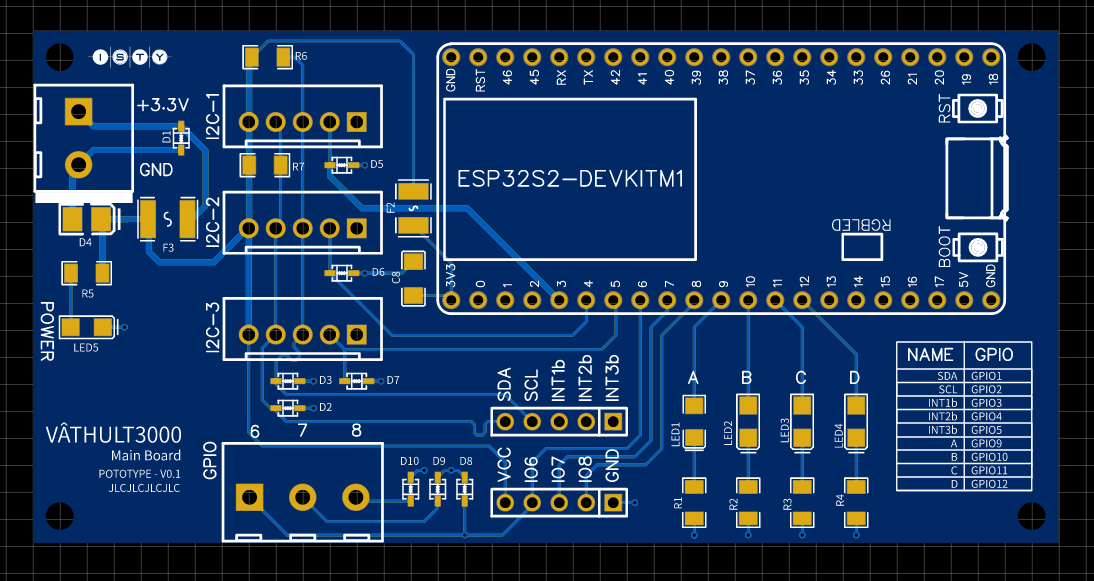 I S T Y
+3.3V
GND
D1
D4
F3
R5
POWER
LED5
R6
I2C-1
R7
D5
I2C-2
D6
I2C-3
D3
D7
D2
F2
C8
GND RST 46 45 RX TX 42 41 40 39 38 37 36 35 34 33 26 21 20 19 18
ESP32S2-DEVKITM1
RST
RGBLED
BOOT
3V3 0 1 2 3 4 5 6 7 8 9 10 11 12 13 14 15 16 17 5V GND
SDA SCL INT1b INT2b INT3b
VCC IO6 IO7 IO8 GND
A B C D
LED1 LED2 LED3 LED4
R1 R2 R3 R4
NAME GPIO
SDA GPIO1
SCL GPIO2
INT1b GPIO3
INT2b GPIO4
INT3b GPIO5
A GPIO9
B GPIO10
C GPIO11
D GPIO12
VÂTHULT3000
Main Board
POTOTYPE - V0.1
JLCJLCJLCJLC
6 7 8
GPIO
D10 D9 D8